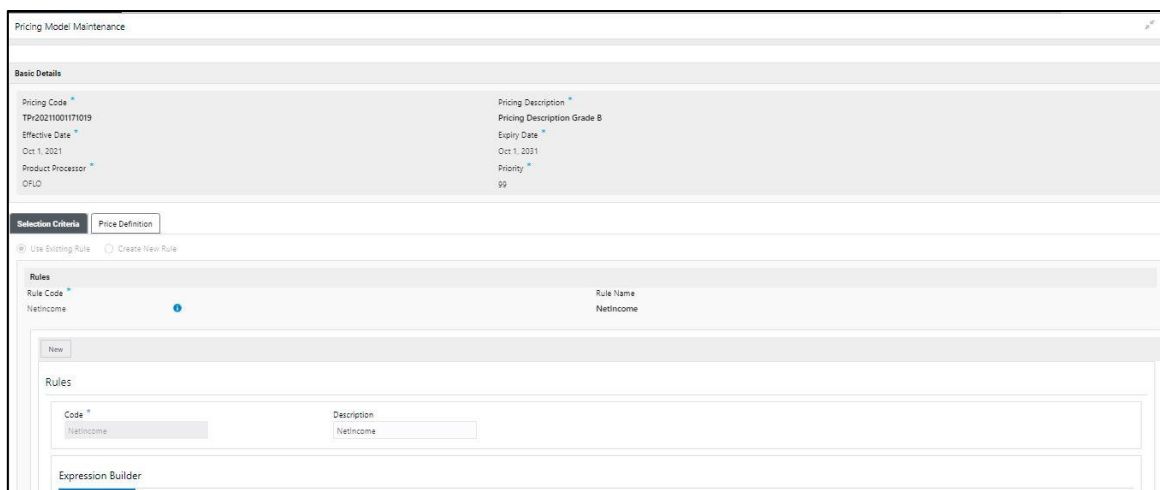 Pricing Model Maintenance
Basic Details
Pricing Code *
Pricing Description *
TPr20211001171019
Pricing Description Grade B
Effective Date *
Expiry Date *
Oct 1, 2021
Oct 1, 2031
Product Processor *
Priority *
OFLO
99
Selection Criteria
Price Definition
Use Existing Rule
Create New Rule
Rules
Rule Code *
Rule Name
NetIncome
NetIncome
New
Rules
Code *
Description
NetIncome
NetIncome
Expression Builder